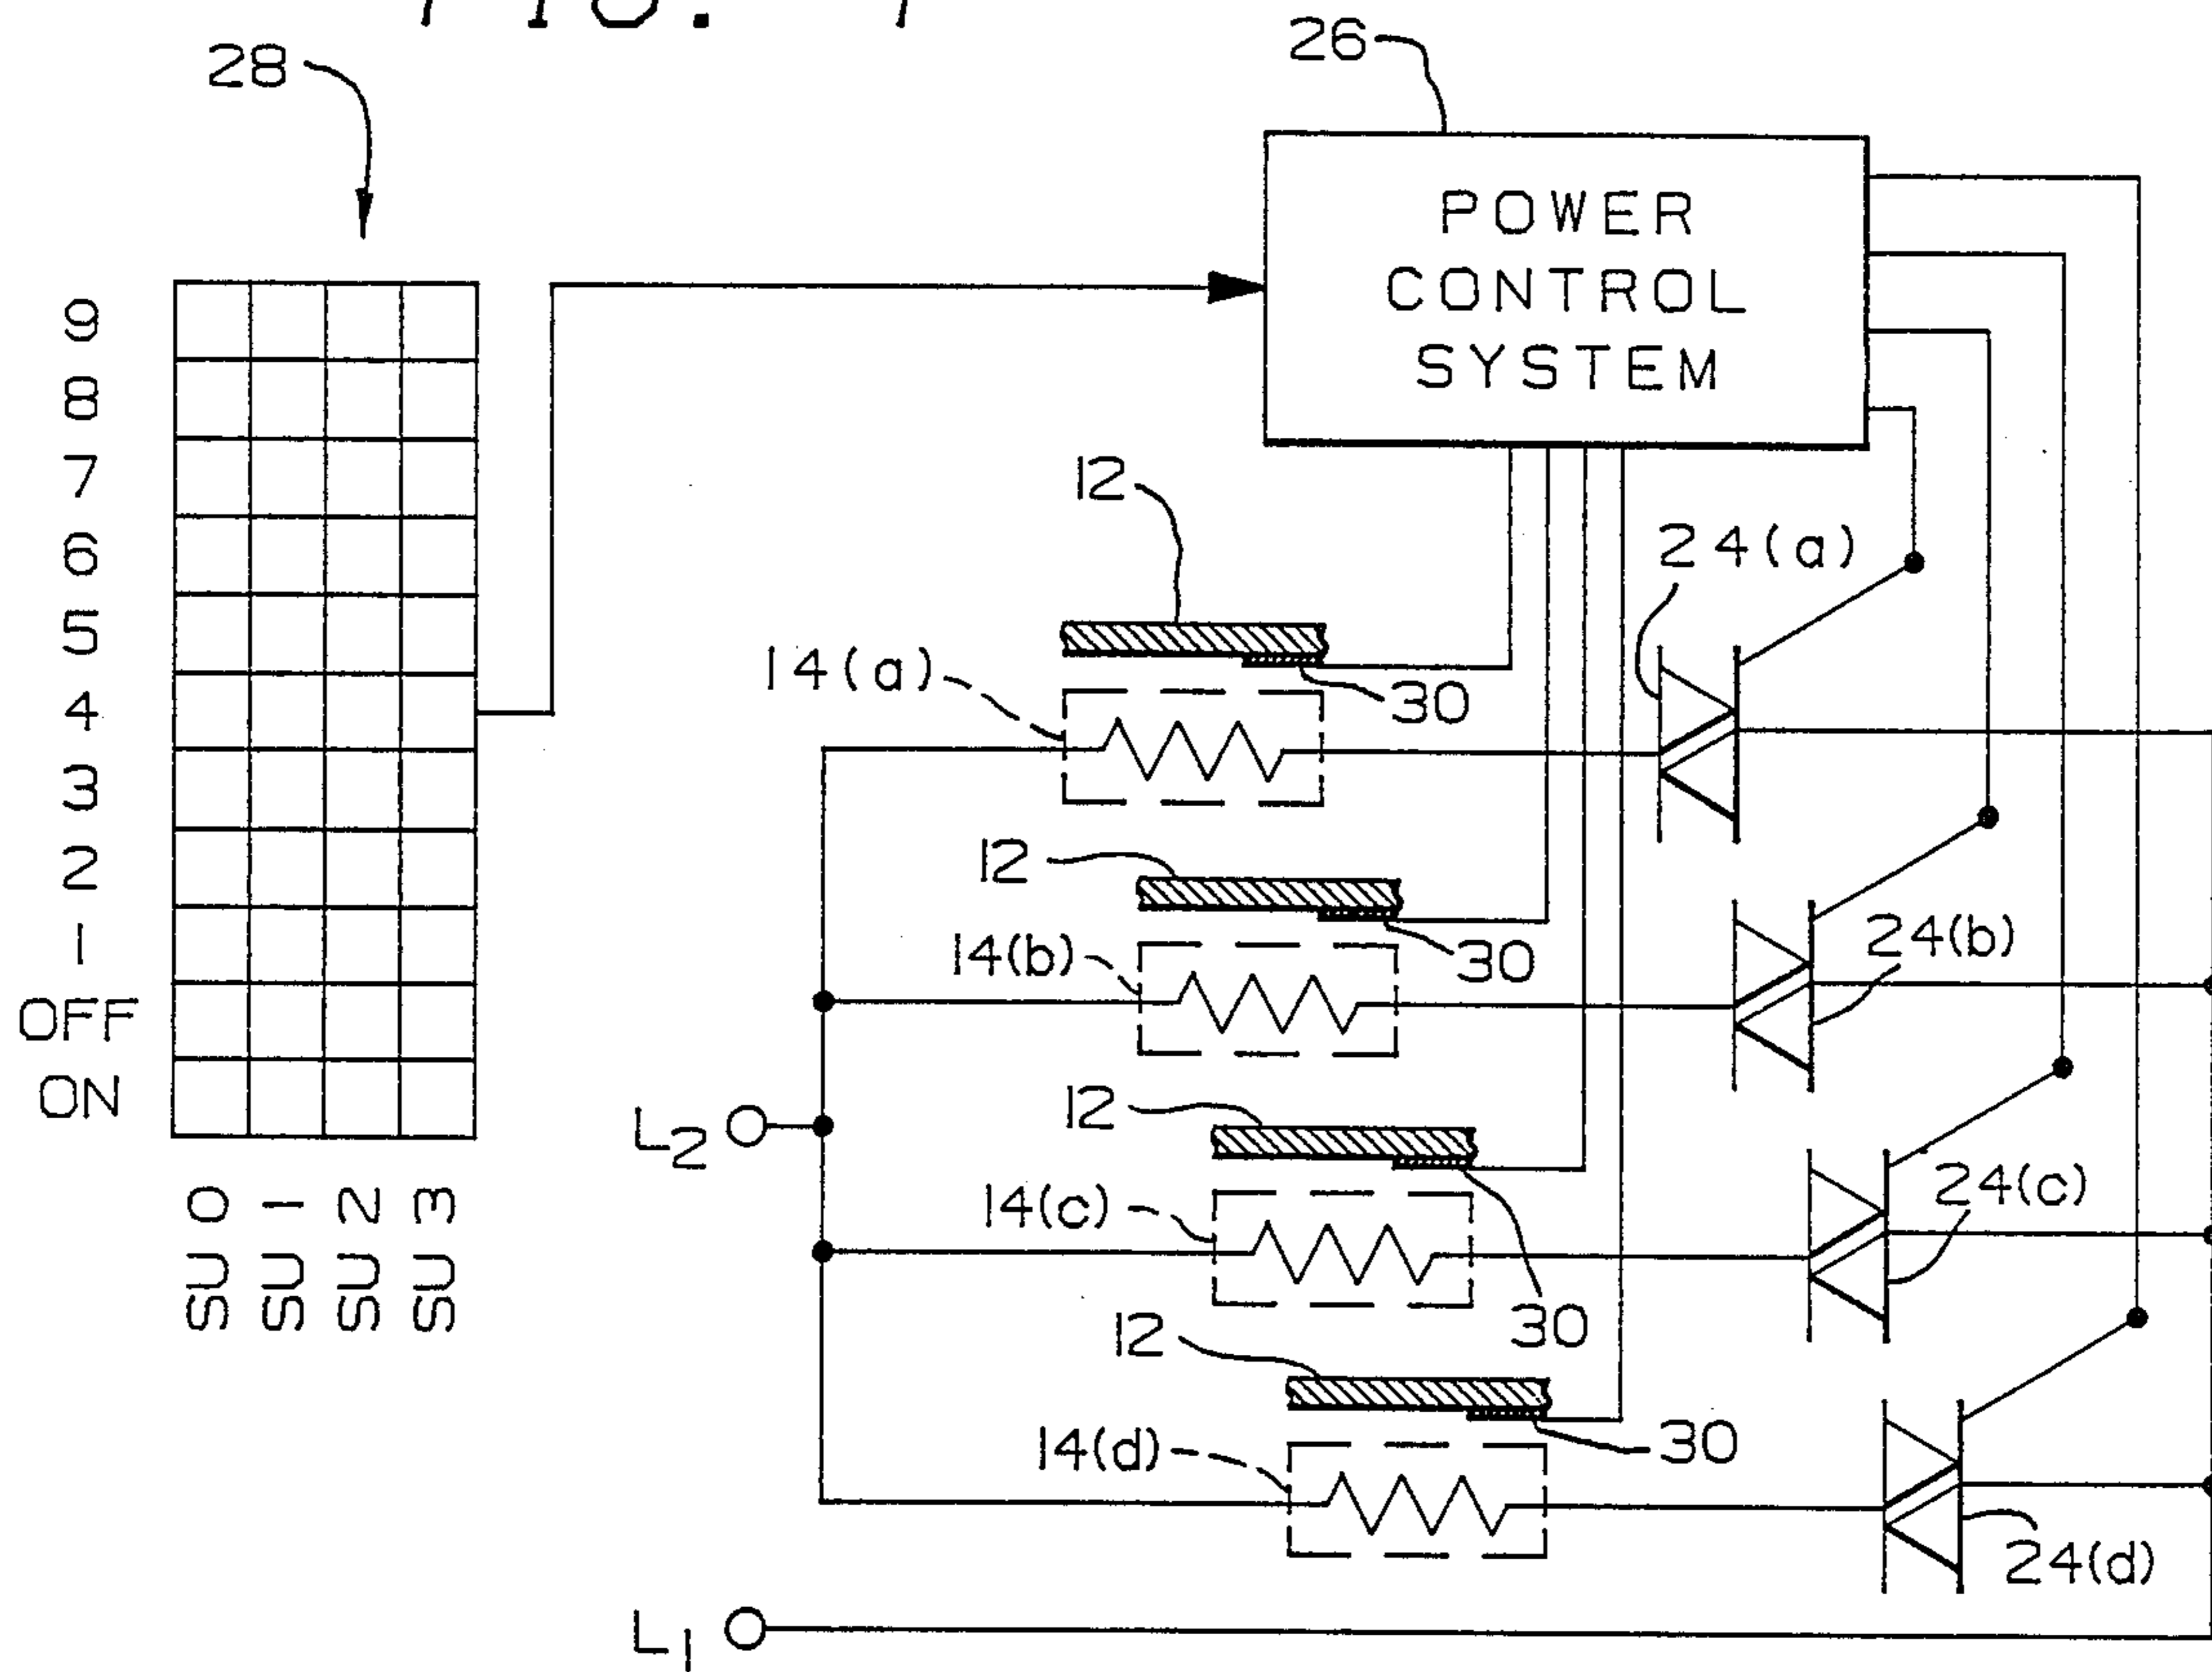 FIG.
28
26
POWER
CONTROL
SYSTEM
9
8
7
6
5
4
3
2
1
OFF
ON
SU 0
SU 1
SU 2
SU 3
12
24(a)
14(a)
30
12
14(b)
30
24(b)
12
L2
14(c)
24(c)
30
12
14(d)
30
24(d)
L1